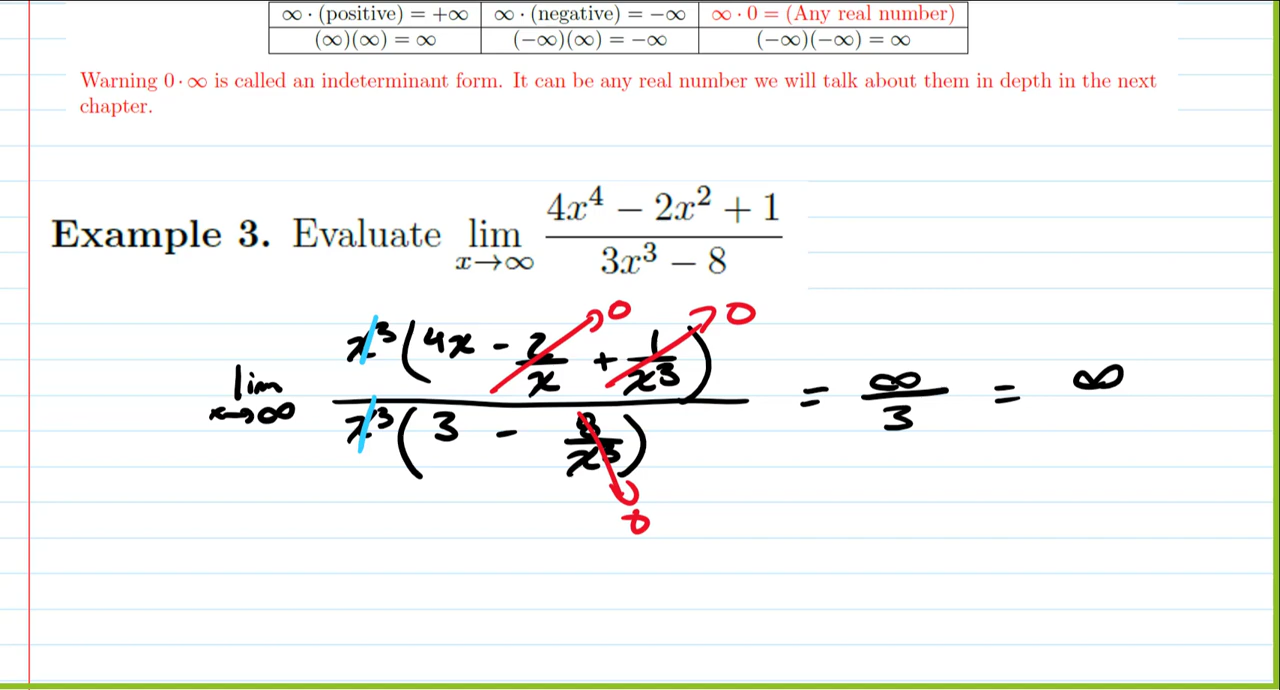 ∞ · (positive) = +∞ ∞ · (negative) = −∞ ∞ · 0 = (Any real number)
(∞)(∞) = ∞ (−∞)(∞) = −∞ (−∞)(−∞) = ∞
Warning 0 · ∞ is called an indeterminant form. It can be any real number we will talk about them in depth in the next
chapter.
Example 3. Evaluate lim x→∞ (4x⁴ − 2x² + 1)/(3x³ − 8)
0 0
lim x→∞ x³(4x − 2/x + 1/x³) / x³(3 − 8/x³) = ∞/3 = ∞
0